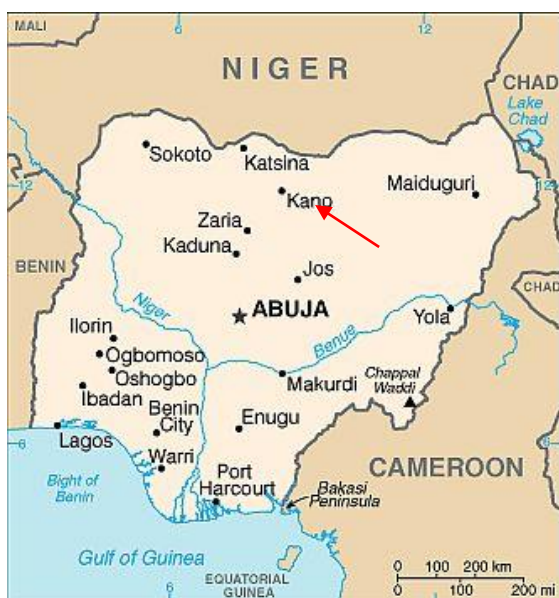 MALI
6
12
NIGER
CHAD
Lake
Chad
Sokoto
Katsina
Kano
Maiduguri
12
12
Zaria
Kaduna
BENIN
Jos
CHAD
Niger
ABUJA
Yola
Benue
Ilorin
Ogbomoso
Oshogbo
Ibadan
Makurdi
Chappal
Waddi
Benin
City
Enugu
Lagos
6
6
Warri
CAMEROON
Bight of
Benin
Port
Harcourt
Bakasi
Peninsula
Gulf of Guinea
0 100 200 km
0 100 200 mi
6
EQUATORIAL
GUINEA
12